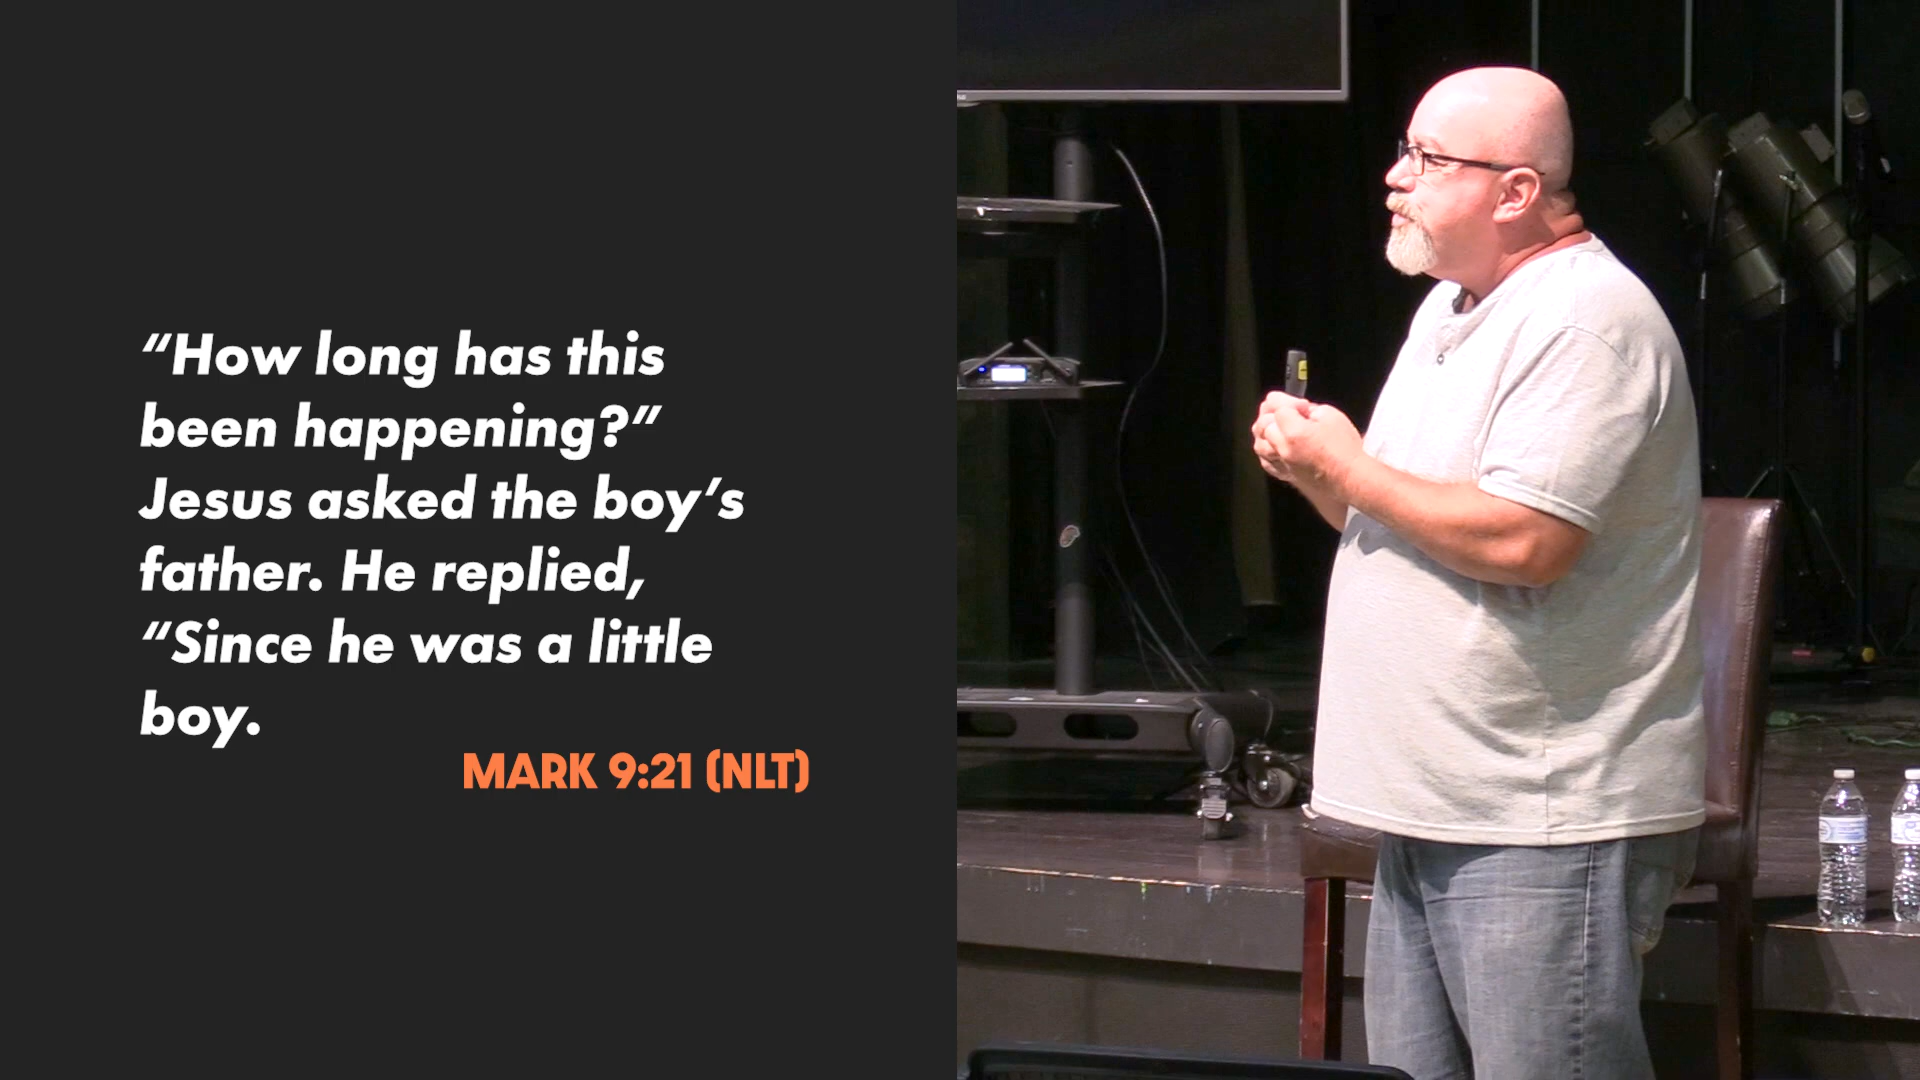 “How long has this
been happening?”
Jesus asked the boy’s
father. He replied,
“Since he was a little
boy.
MARK 9:21 (NLT)